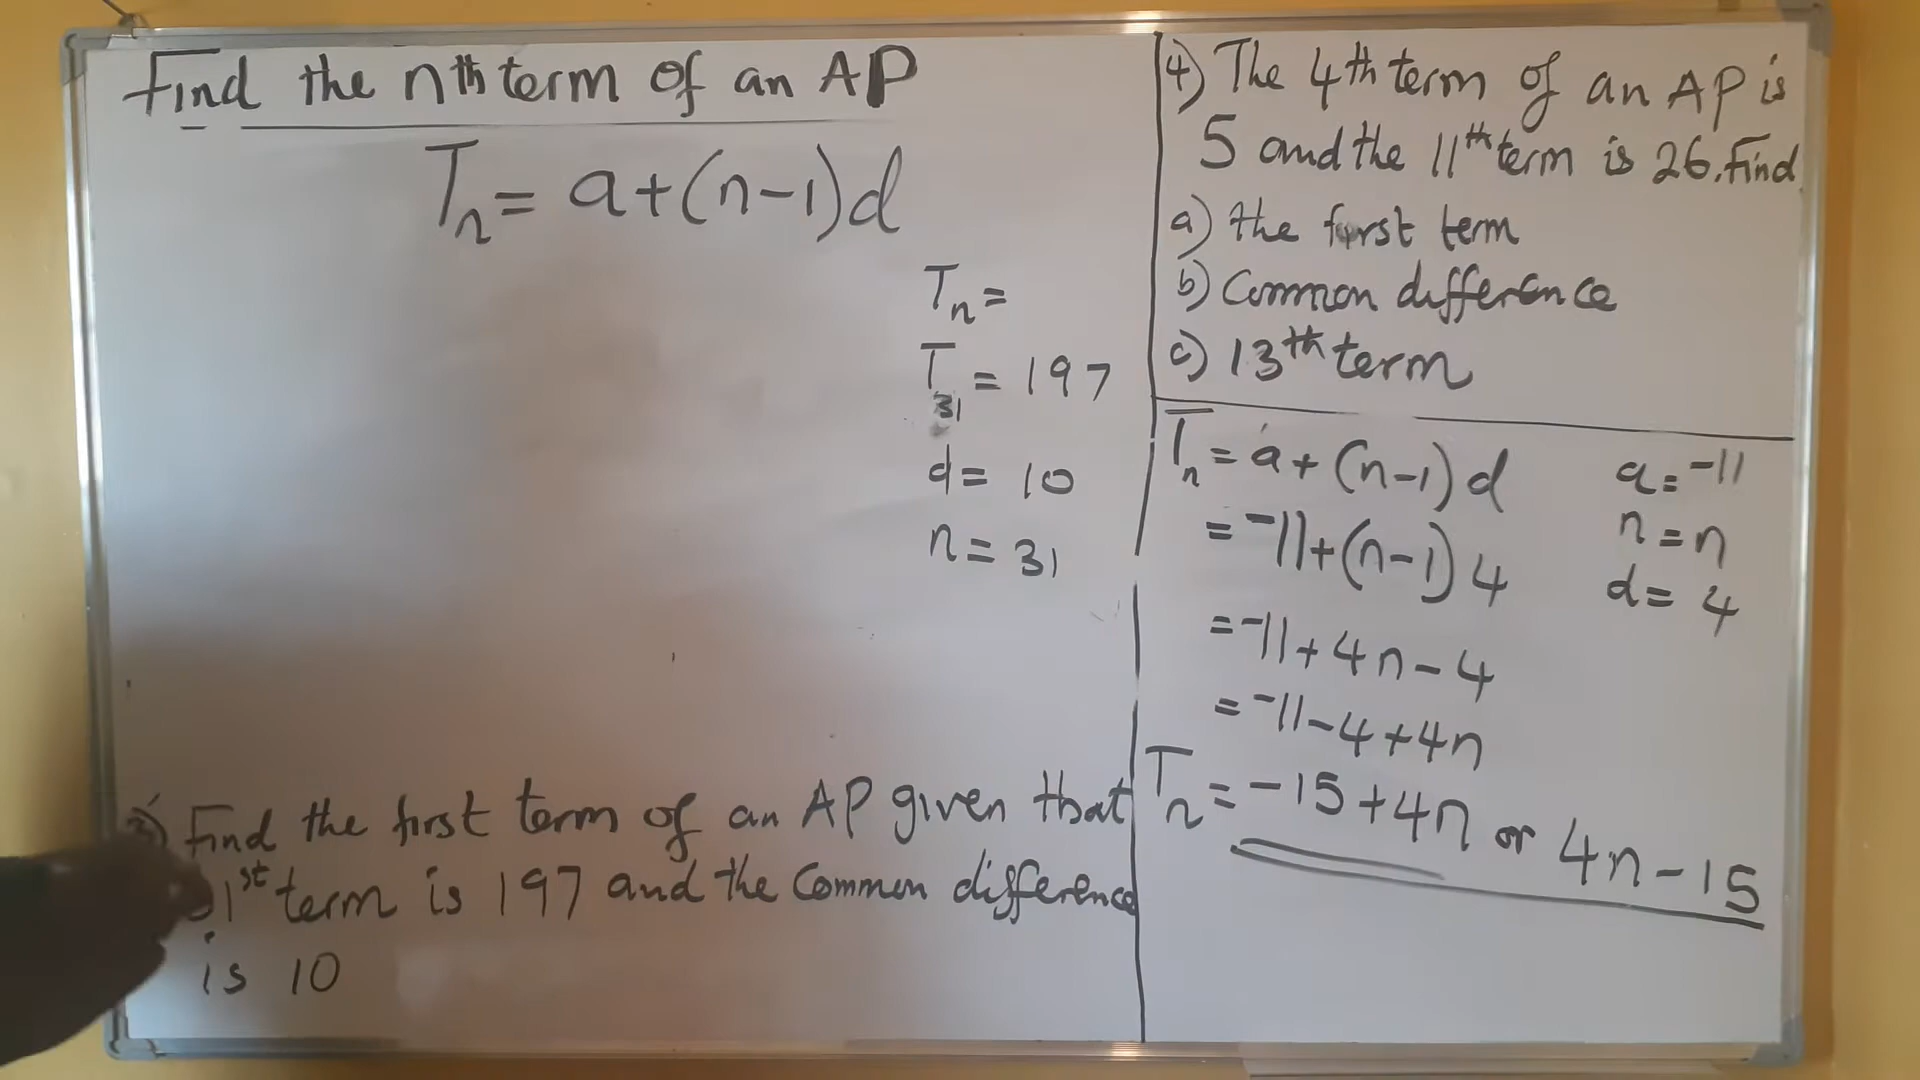 Find the nth term of an AP
Tn = a+(n-1)d
Tn =
T31 = 197
d = 10
n = 31
Find the first term of an AP given that
1st term is 197 and the Common difference
is 10
4) The 4th term of an AP is
5 and the 11th term is 26. Find
a) the first term
b) Common difference
c) 13th term
Tn = a + (n-1)d
= -11+(n-1)4
= -11+4n-4
= -11-4+4n
Tn = -15+4n or 4n-15
a = -11
n = n
d = 4